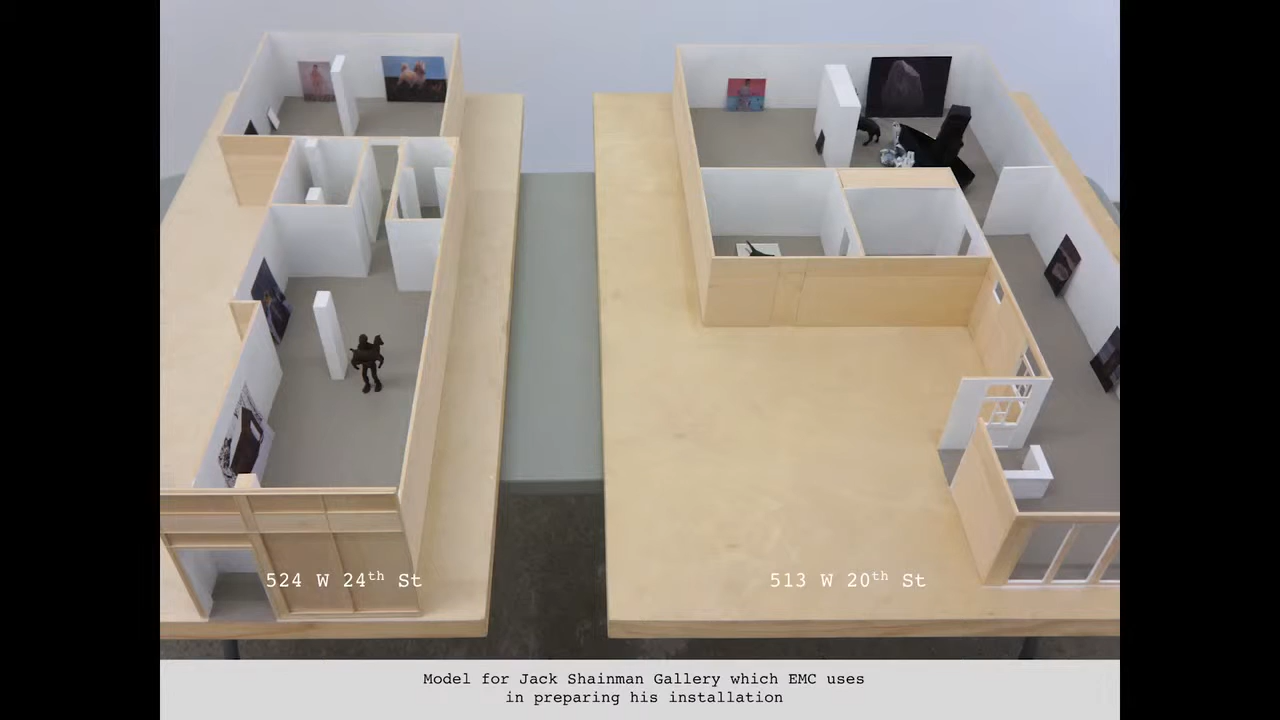 524 W 24th St
513 W 20th St
Model for Jack Shainman Gallery which EMC uses
in preparing his installation